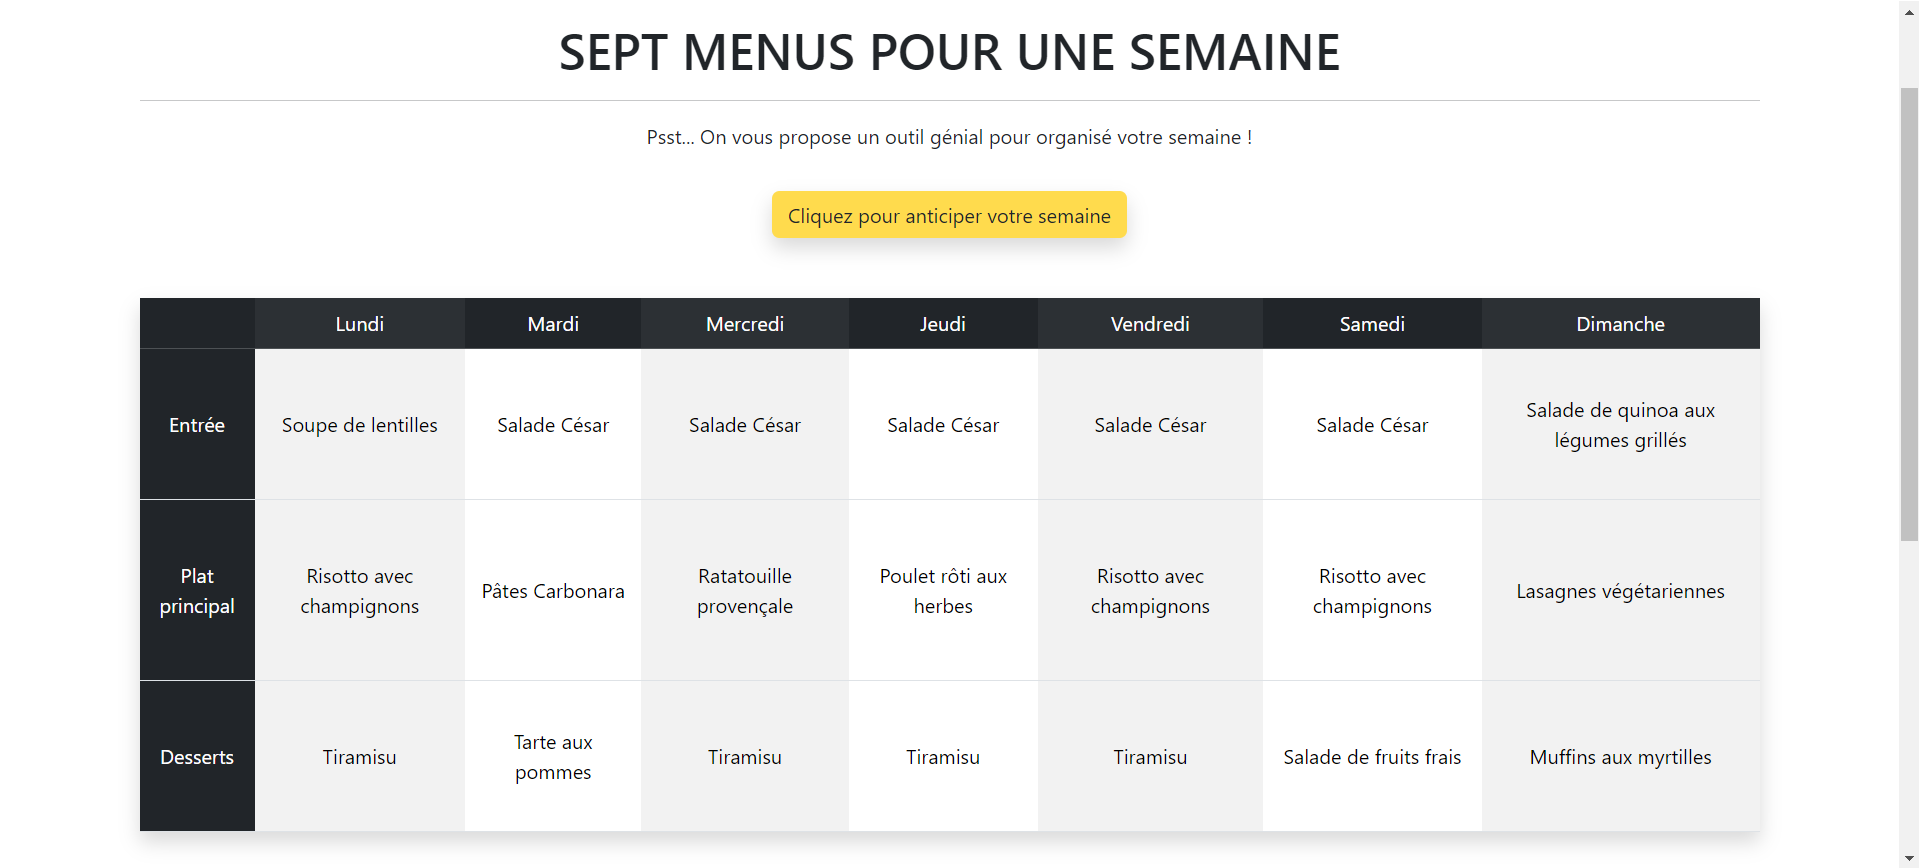 SEPT MENUS POUR UNE SEMAINE
Psst... On vous propose un outil génial pour organisé votre semaine !
Cliquez pour anticiper votre semaine
Lundi Mardi Mercredi Jeudi Vendredi Samedi Dimanche
Entrée Soupe de lentilles Salade César Salade César Salade César Salade César Salade César Salade de quinoa aux
légumes grillés
Plat Risotto avec Pâtes Carbonara Ratatouille Poulet rôti aux Risotto avec Risotto avec Lasagnes végétariennes
principal champignons provençale herbes champignons champignons
Desserts Tiramisu Tarte aux Tiramisu Tiramisu Tiramisu Salade de fruits frais Muffins aux myrtilles
pommes